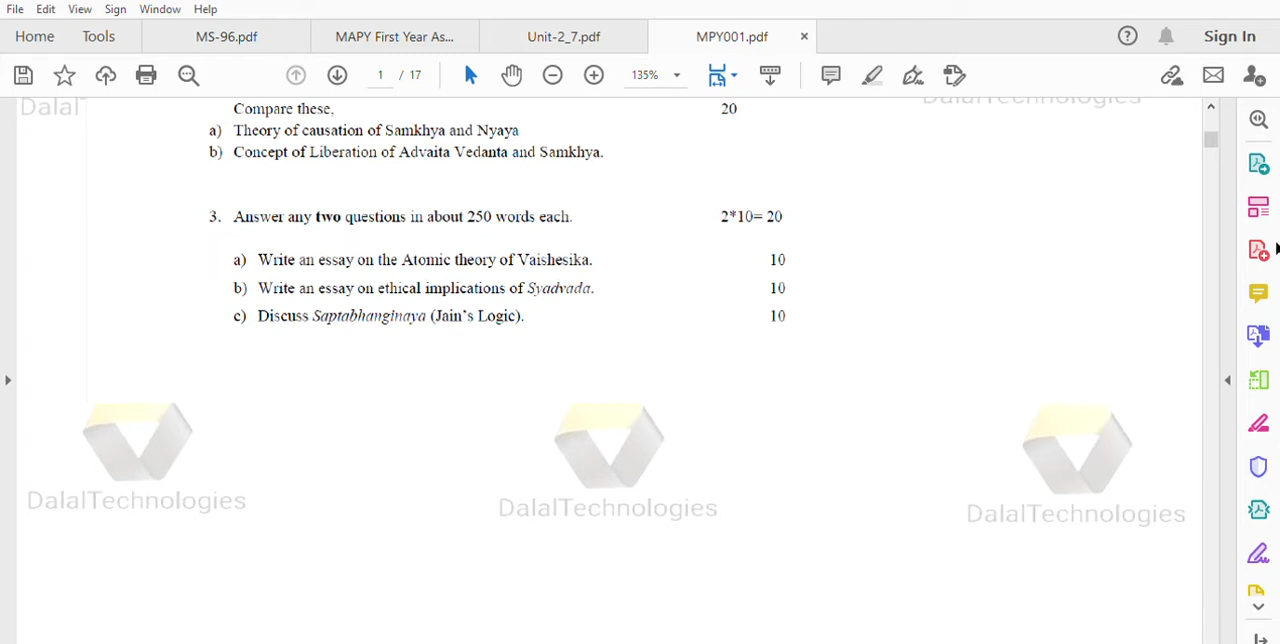 File Edit View Sign Window Help
Home Tools MS-96.pdf MAPY First Year As... Unit-2_7.pdf MPY001.pdf × Sign In
1 / 17 135%
Dalal
Technologies
Compare these, 20
a) Theory of causation of Samkhya and Nyaya
b) Concept of Liberation of Advaita Vedanta and Samkhya.
3. Answer any two questions in about 250 words each. 2*10= 20
a) Write an essay on the Atomic theory of Vaishesika. 10
b) Write an essay on ethical implications of Syadvada. 10
c) Discuss Saptabhanginaya (Jain's Logic). 10
DalalTechnologies
DalalTechnologies
DalalTechnologies